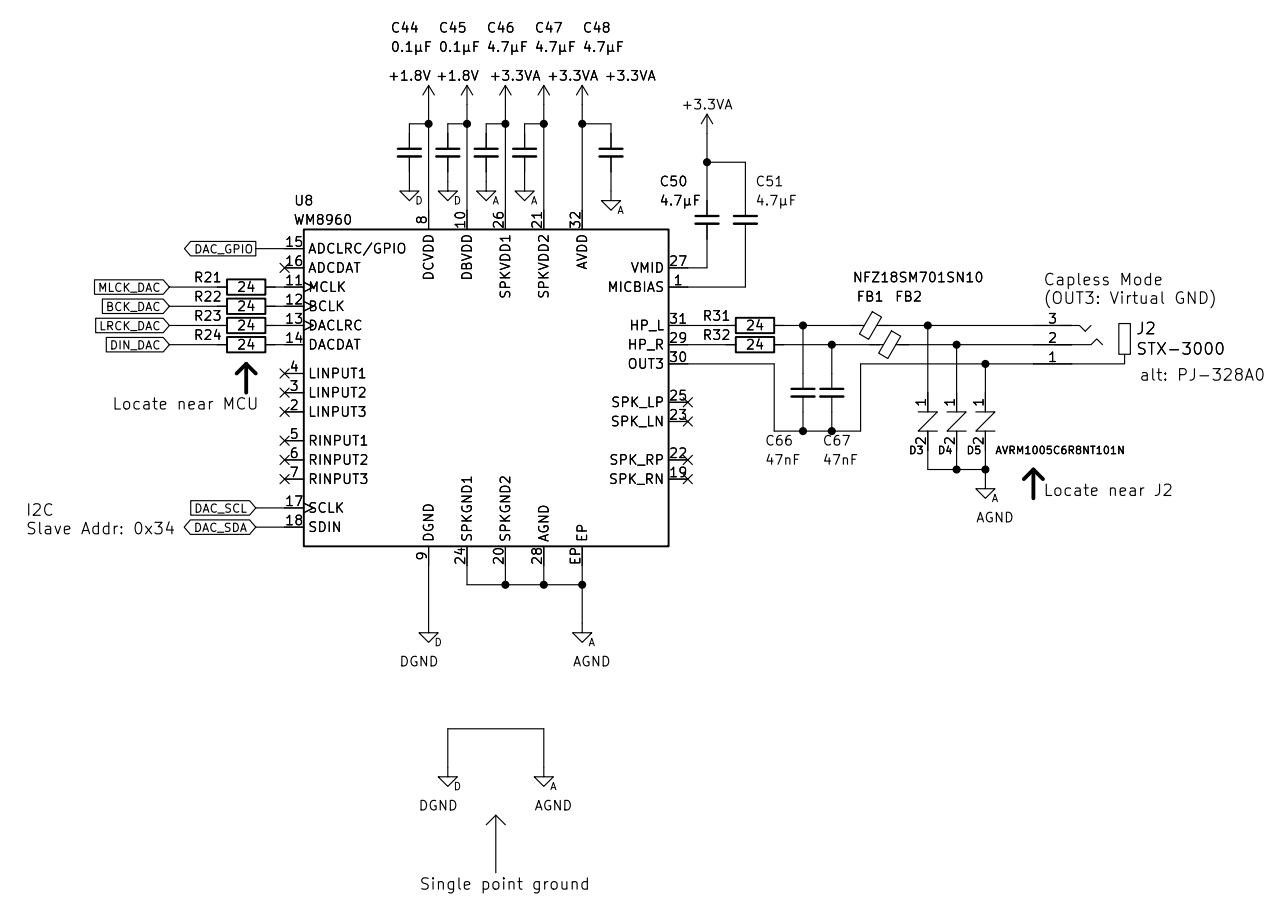 C44 C45 C46 C47 C48
0.1µF 0.1µF 4.7µF 4.7µF 4.7µF
+1.8V +1.8V +3.3VA +3.3VA +3.3VA
+3.3VA
D D A A A
C50 C51
4.7µF 4.7µF
U8
WM8960
8 10 26 21 32
DCVDD DBVDD SPKVDD1 SPKVDD2 AVDD
DAC_GPIO 15 ADCLRC/GPIO
16 ADCDAT
MLCK_DAC R21 24 11 MCLK
BCK_DAC R22 24 12 BCLK
LRCK_DAC R23 24 13 DACLRC
DIN_DAC R24 24 14 DACDAT
Locate near MCU
4 LINPUT1
3 LINPUT2
2 LINPUT3
5 RINPUT1
6 RINPUT2
7 RINPUT3
I2C
Slave Addr: 0x34
DAC_SCL 17 SCLK
DAC_SDA 18 SDIN
VMID 27
MICBIAS 1
HP_L 31 R31 24
HP_R 29 R32 24
OUT3 30
SPK_LP 25
SPK_LN 23
SPK_RP 22
SPK_RN 19
NFZ18SM701SN10
FB1 FB2
Capless Mode
(OUT3: Virtual GND)
3
2
1
J2
STX-3000
alt: PJ-328A0
C66 C67
47nF 47nF
1 1 1
2 2 2
D3 D4 D5 AVRM1005C6R8NT101N
A
AGND
Locate near J2
DGND SPKGND1 SPKGND2 AGND EP
9 24 20 28 EP
D A
DGND AGND
D A
DGND AGND
Single point ground